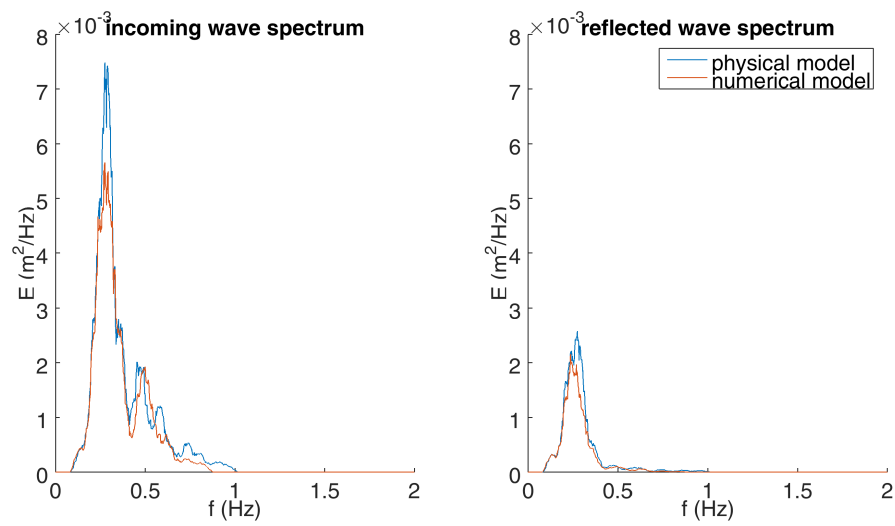 ×10⁻³
incoming wave spectrum
8
7
6
5
4
3
2
1
0
E (m²/Hz)
0 0.5 1 1.5 2
f (Hz)
×10⁻³
reflected wave spectrum
physical model
numerical model
8
7
6
5
4
3
2
1
0
E (m²/Hz)
0 0.5 1 1.5 2
f (Hz)